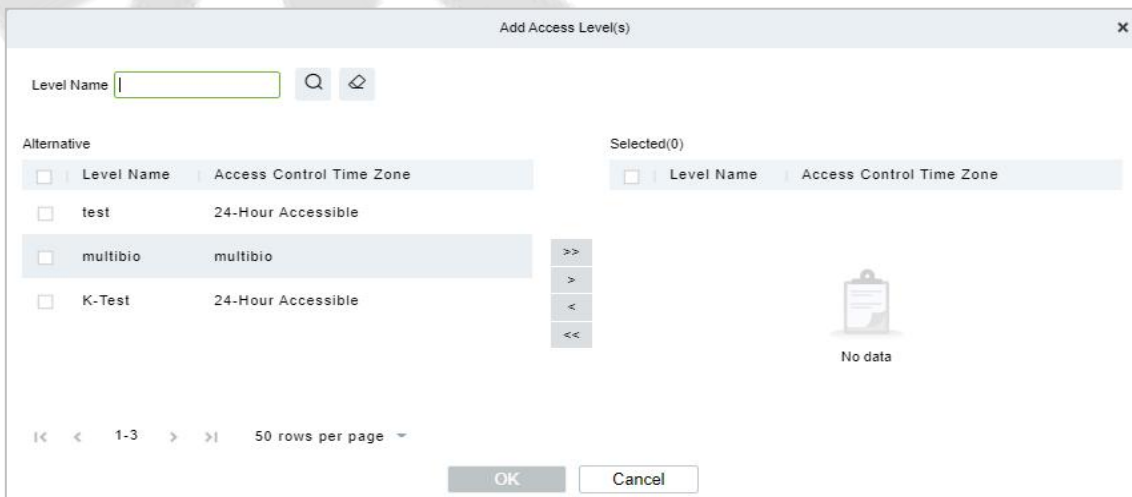 Add Access Level(s) ×
Level Name
Alternative
Level Name Access Control Time Zone
test 24-Hour Accessible
multibio multibio
K-Test 24-Hour Accessible
>>
>
<
<<
Selected(0)
Level Name Access Control Time Zone
No data
|< < 1-3 > >| 50 rows per page
OK Cancel